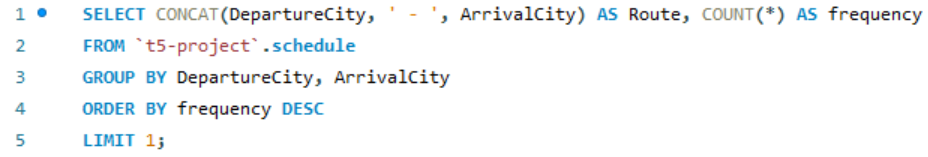 1 SELECT CONCAT(DepartureCity, ' - ', ArrivalCity) AS Route, COUNT(*) AS frequency
2 FROM `t5-project`.schedule
3 GROUP BY DepartureCity, ArrivalCity
4 ORDER BY frequency DESC
5 LIMIT 1;